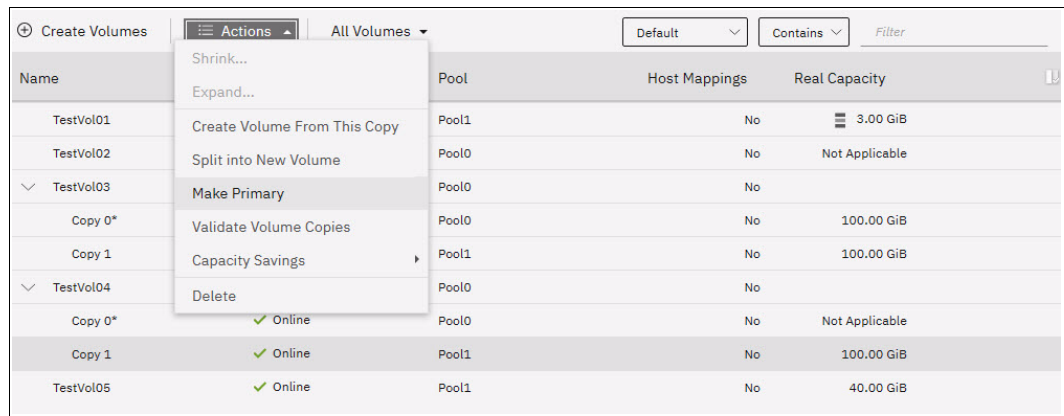 Create Volumes Actions All Volumes Default Contains Filter
Name Pool Host Mappings Real Capacity
Shrink...
Expand...
Create Volume From This Copy
Split into New Volume
Make Primary
Validate Volume Copies
Capacity Savings
Delete
TestVol01 Pool1 No 3.00 GiB
TestVol02 Pool0 No Not Applicable
TestVol03 Pool0 No
Copy 0* Pool0 No 100.00 GiB
Copy 1 Pool1 No 100.00 GiB
TestVol04 Pool0 No
Copy 0* Online Pool0 No Not Applicable
Copy 1 Online Pool1 No 100.00 GiB
TestVol05 Online Pool1 No 40.00 GiB